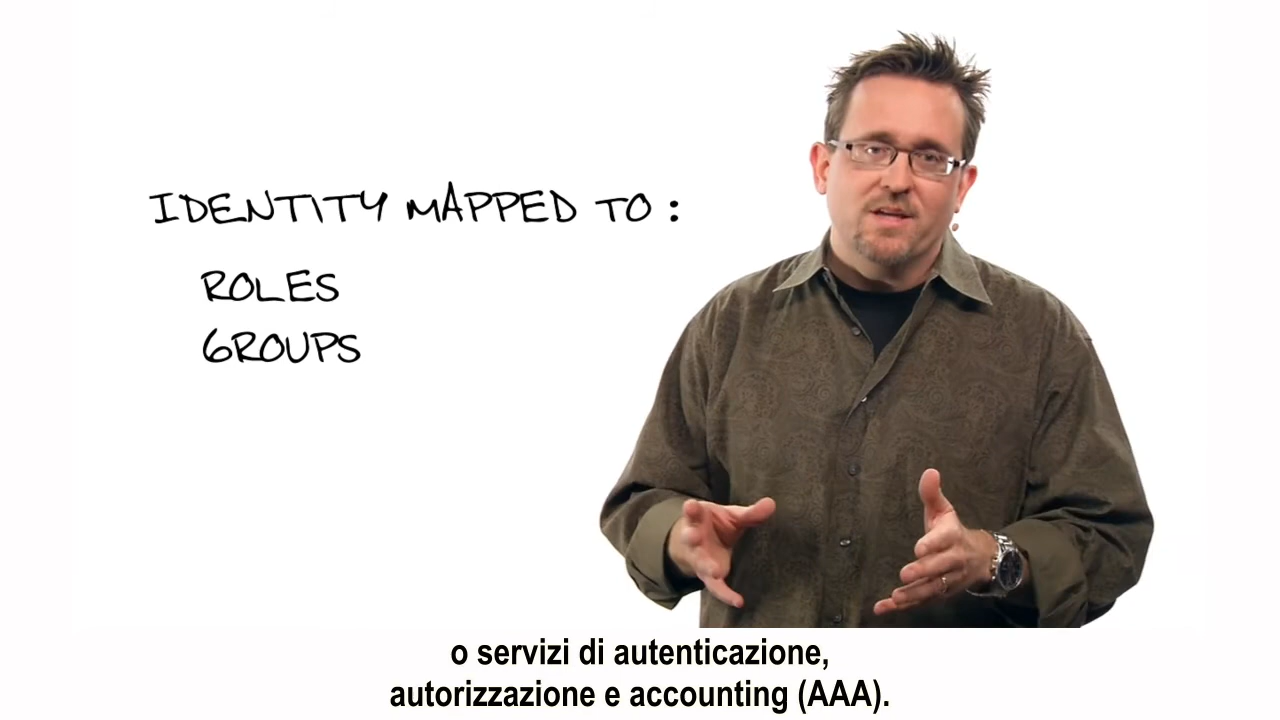 IDENTITY MAPPED TO :
ROLES
GROUPS
o servizi di autenticazione,
autorizzazione e accounting (AAA).